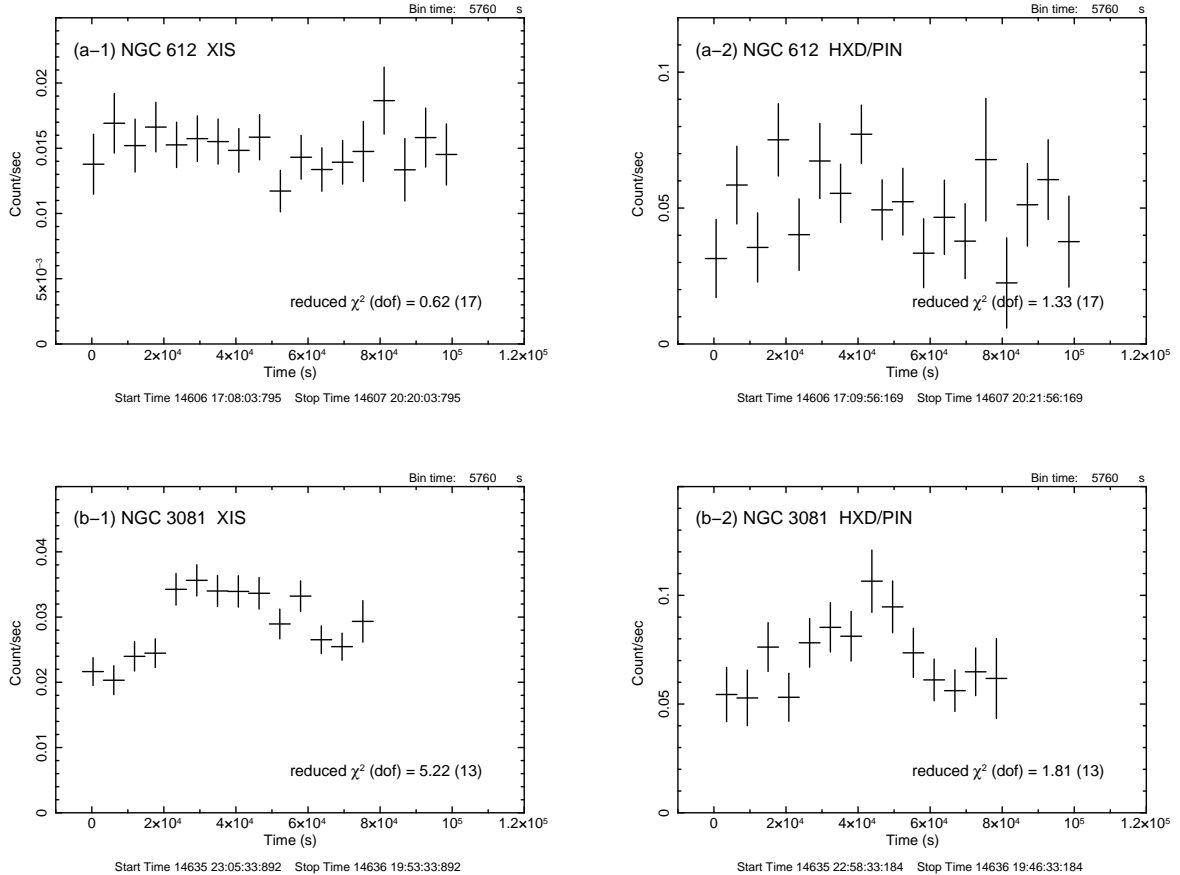 Bin time: 5760 s
(a−1) NGC 612 XIS
Count/sec
0 5×10⁻³ 0.01 0.015 0.02
reduced χ² (dof) = 0.62 (17)
0 2×10⁴ 4×10⁴ 6×10⁴ 8×10⁴ 10⁵ 1.2×10⁵
Time (s)
Start Time 14606 17:08:03:795 Stop Time 14607 20:20:03:795
Bin time: 5760 s
(a−2) NGC 612 HXD/PIN
Count/sec
0 0.05 0.1
reduced χ² (dof) = 1.33 (17)
0 2×10⁴ 4×10⁴ 6×10⁴ 8×10⁴ 10⁵ 1.2×10⁵
Time (s)
Start Time 14606 17:09:56:169 Stop Time 14607 20:21:56:169
Bin time: 5760 s
(b−1) NGC 3081 XIS
Count/sec
0 0.01 0.02 0.03 0.04
reduced χ² (dof) = 5.22 (13)
0 2×10⁴ 4×10⁴ 6×10⁴ 8×10⁴ 10⁵ 1.2×10⁵
Time (s)
Start Time 14635 23:05:33:892 Stop Time 14636 19:53:33:892
Bin time: 5760 s
(b−2) NGC 3081 HXD/PIN
Count/sec
0 0.05 0.1
reduced χ² (dof) = 1.81 (13)
0 2×10⁴ 4×10⁴ 6×10⁴ 8×10⁴ 10⁵ 1.2×10⁵
Time (s)
Start Time 14635 22:58:33:184 Stop Time 14636 19:46:33:184